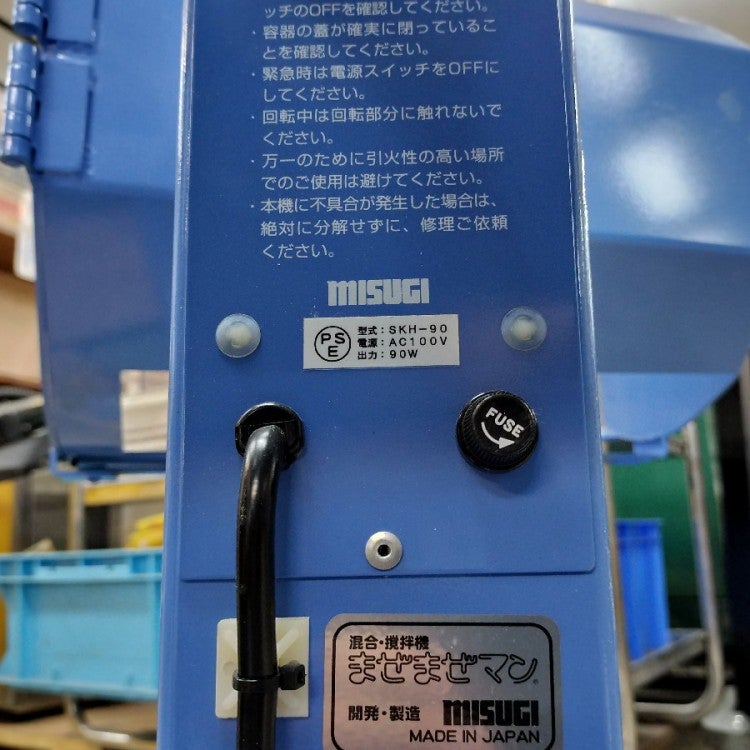 ッチのOFFを確認してください。
・容器の蓋が確実に閉っているこ
とを確認してください。
・緊急時は電源スイッチをOFFに
してください。
・回転中は回転部分に触れないで
ください。
・万一のために引火性の高い場所
でのご使用は避けてください。
・本機に不具合が発生した場合は、
絶対に分解せずに、修理ご依頼
ください。
MISUGI
PSE
型式：SKH-90
電源：AC100V
出力：90W
FUSE
混合・撹拌機
まぜまぜマン®
開発・製造 MISUGI
MADE IN JAPAN